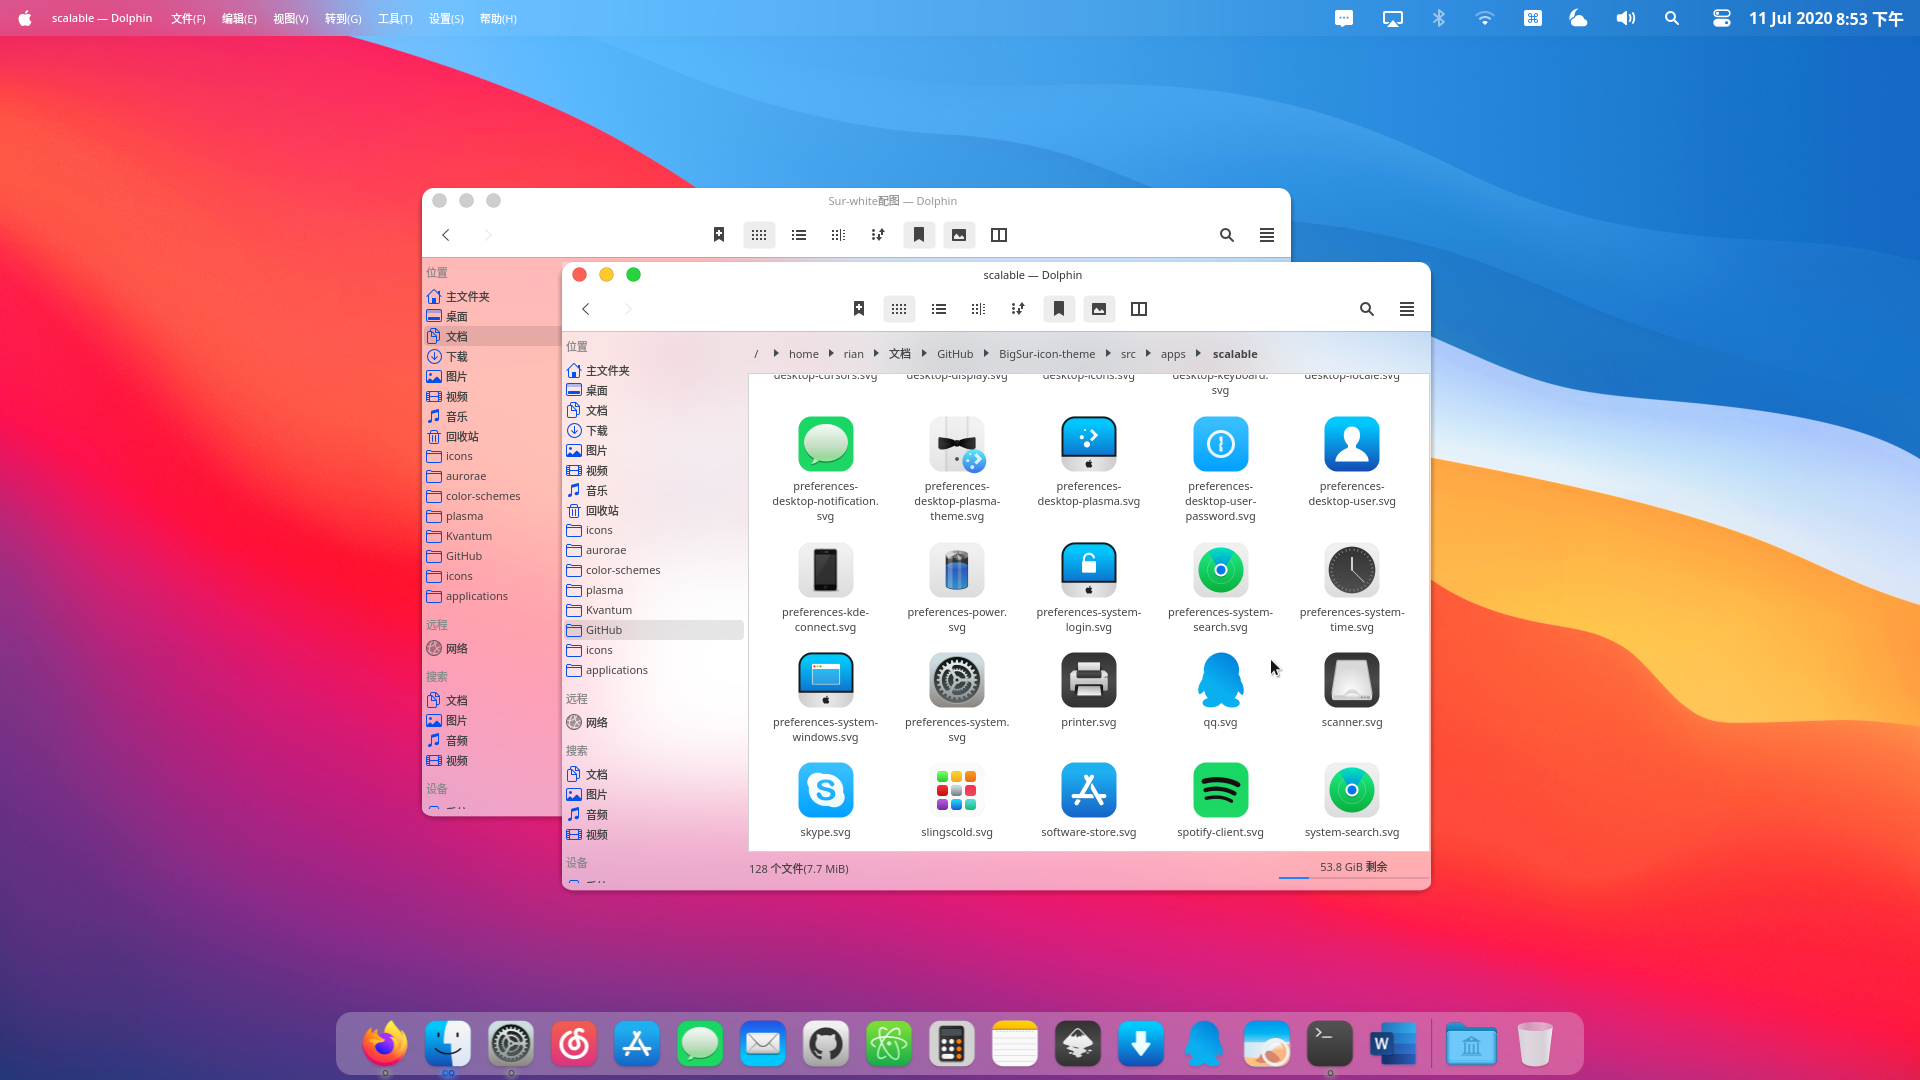 scalable — Dolphin 文件(F) 编辑(E) 视图(V) 转到(G) 工具(T) 设置(S) 帮助(H)
11 Jul 2020 8:53 下午
Sur-white配图 — Dolphin
位置
主文件夹
桌面
文档
下载
图片
视频
音乐
回收站
icons
aurorae
color-schemes
plasma
Kvantum
GitHub
icons
applications
远程
网络
搜索
文档
图片
音频
视频
设备
scalable — Dolphin
位置
主文件夹
桌面
文档
下载
图片
视频
音乐
回收站
icons
aurorae
color-schemes
plasma
Kvantum
GitHub
icons
applications
远程
网络
搜索
文档
图片
音频
视频
设备
/ home rian 文档 GitHub BigSur-icon-theme src apps scalable
desktop-cursors.svg desktop-display.svg desktop-icons.svg desktop-keyboard. desktop-locale.svg
svg
preferences- preferences- preferences- preferences- preferences-
desktop-notification. desktop-plasma- desktop-plasma.svg desktop-user- desktop-user.svg
svg theme.svg password.svg
preferences-kde- preferences-power. preferences-system- preferences-system- preferences-system-
connect.svg svg login.svg search.svg time.svg
preferences-system- preferences-system. printer.svg qq.svg scanner.svg
windows.svg svg
skype.svg slingscold.svg software-store.svg spotify-client.svg system-search.svg
128 个文件(7.7 MiB)
53.8 GiB 剩余